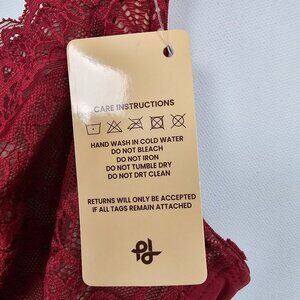 CARE INSTRUCTIONS
HAND WASH IN COLD WATER
DO NOT BLEACH
DO NOT IRON
DO NOT TUMBLE DRY
DO NOT DRT CLEAN
RETURNS WILL ONLY BE ACCEPTED
IF ALL TAGS REMAIN ATTACHED